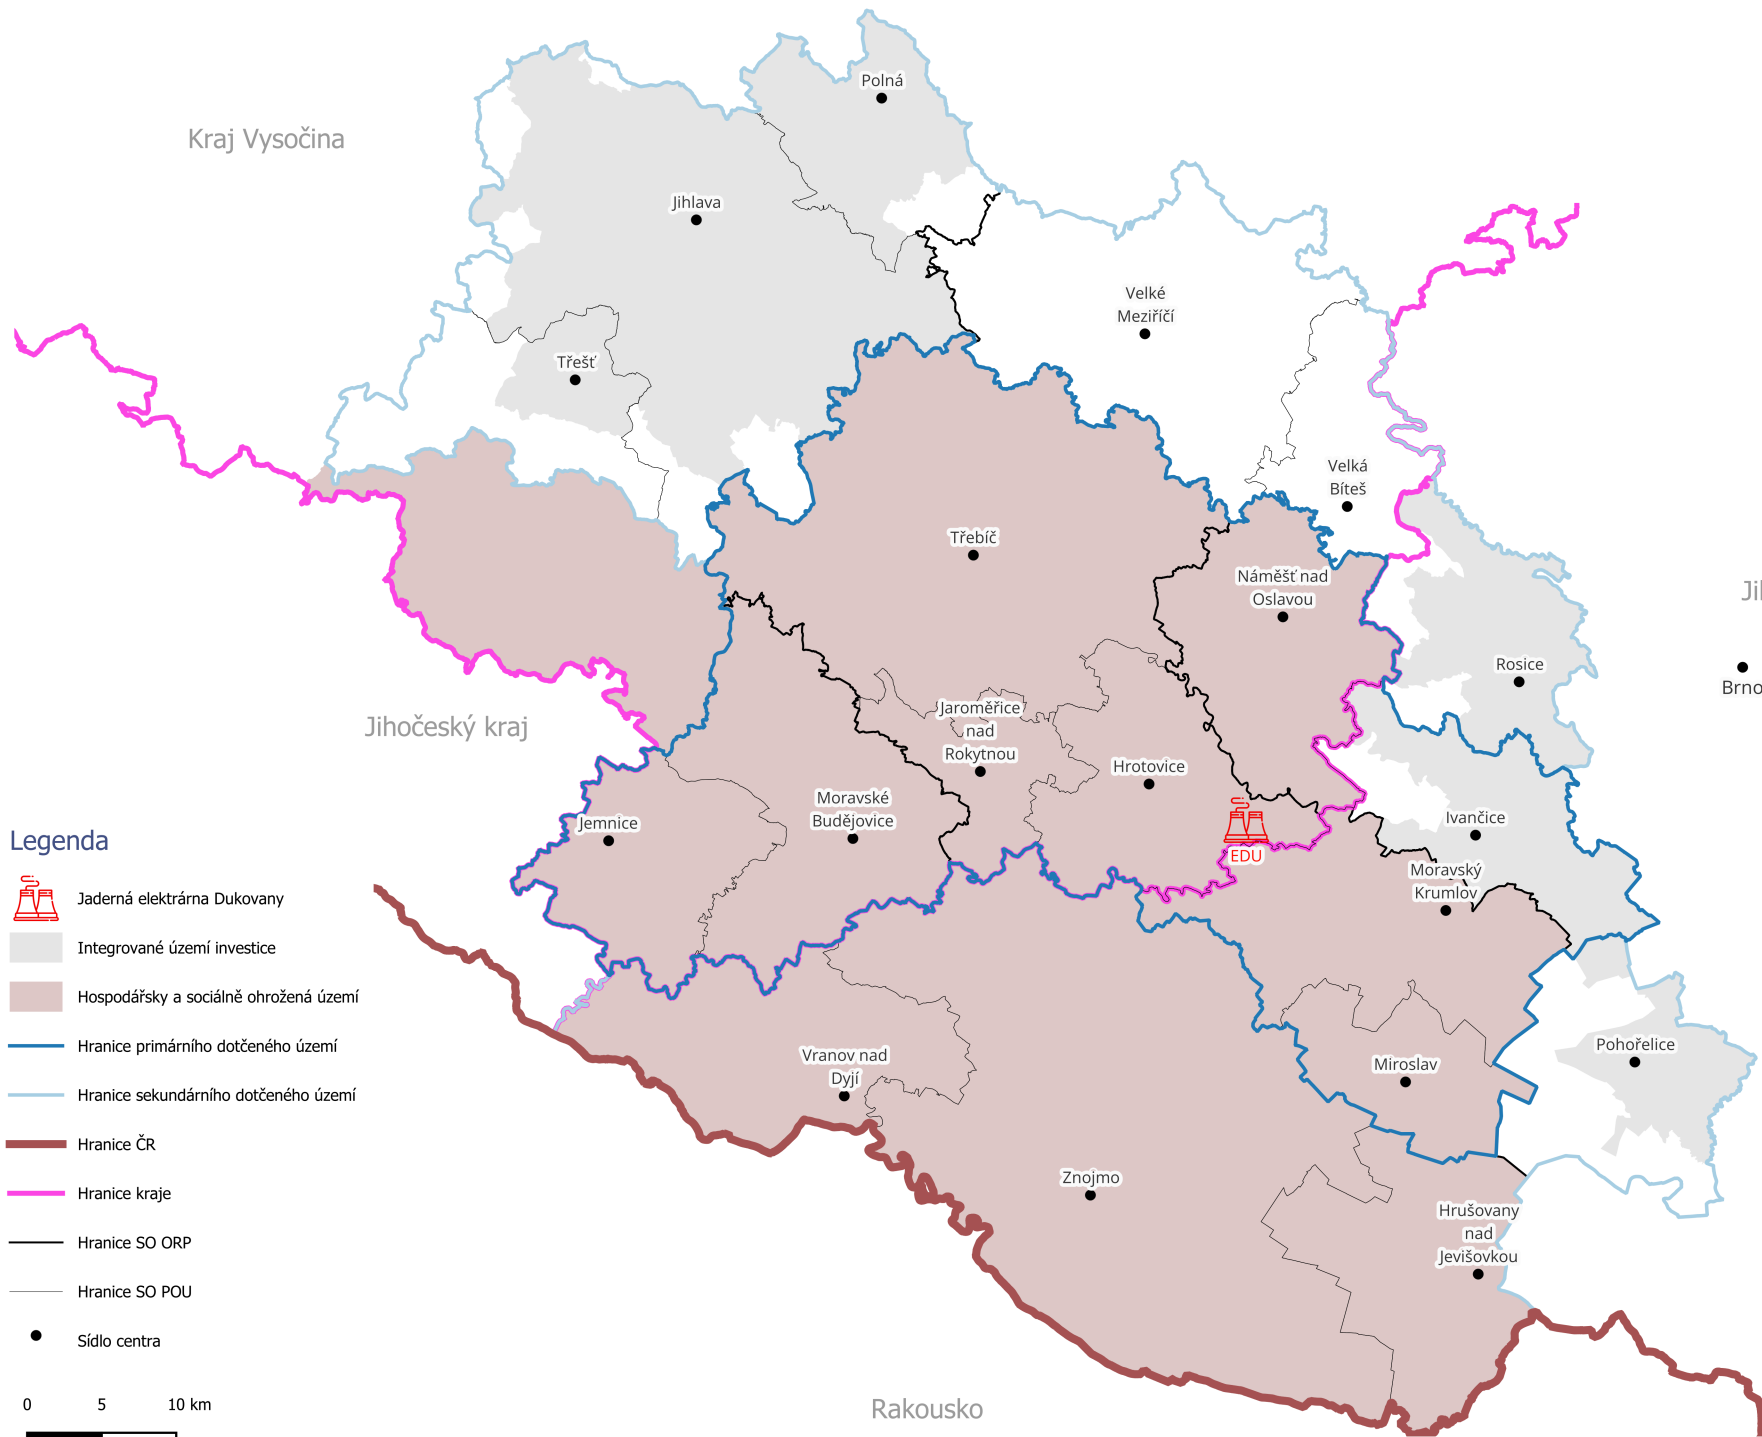 Polná
Kraj Vysočina
Jihlava
Velké
Meziříčí
Třešť
Velká
Bíteš
Třebíč
Náměšť nad
Oslavou
Rosice
Brno
Jihočeský kraj
Jaroměřice
nad
Rokytnou
Hrotovice
Moravské
Budějovice
Jemnice
Ivančice
EDU
Moravský
Krumlov
Pohořelice
Vranov nad
Dyjí
Miroslav
Znojmo
Hrušovany
nad
Jevišovkou
Rakousko
Legenda
Jaderná elektrárna Dukovany
Integrované území investice
Hospodářsky a sociálně ohrožená území
Hranice primárního dotčeného území
Hranice sekundárního dotčeného území
Hranice ČR
Hranice kraje
Hranice SO ORP
Hranice SO POU
Sídlo centra
0 5 10 km